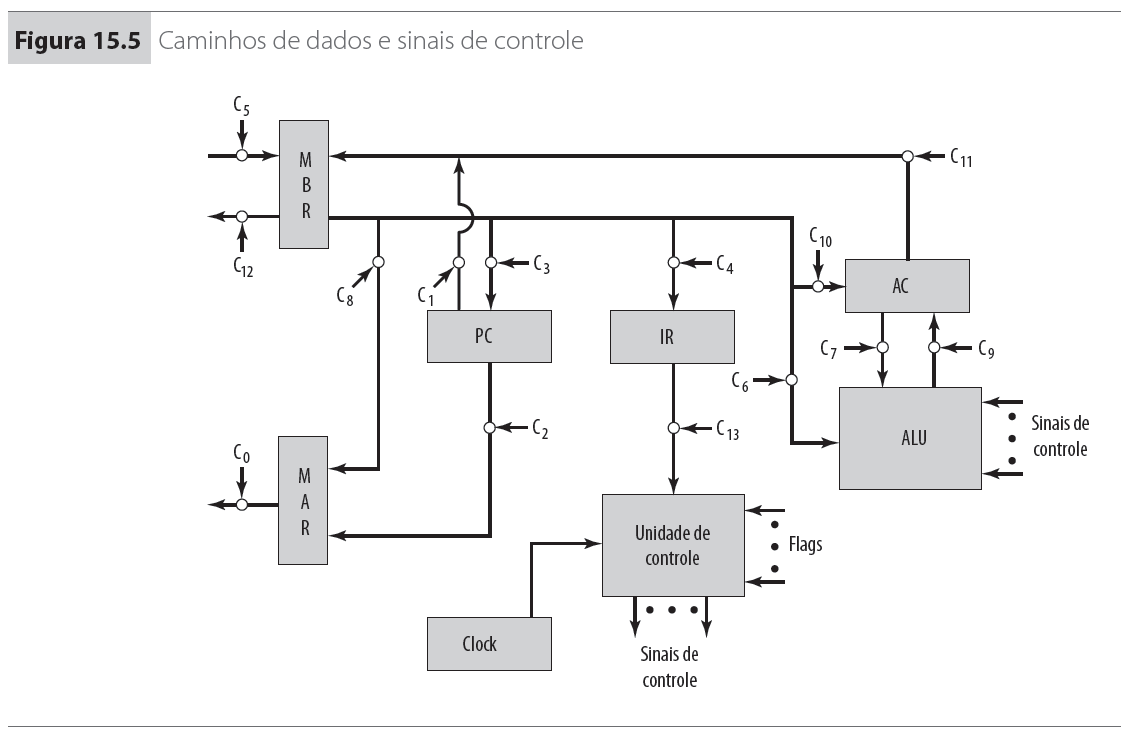 Figura 15.5 Caminhos de dados e sinais de controle
C5
MBR
C11
C12
C8
C1
C3
C4
C10
AC
PC
IR
C7
C9
C6
C2
C13
ALU
Sinais de
controle
C0
MAR
Unidade de
controle
Flags
Clock
Sinais de
controle